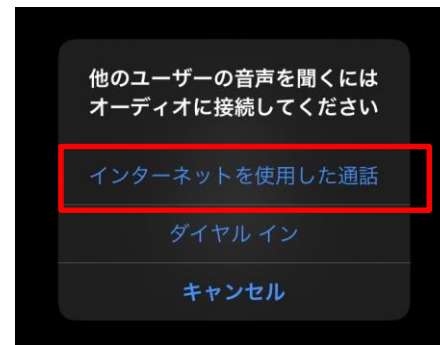 他のユーザーの音声を聞くには
オーディオに接続してください
インターネットを使用した通話
ダイヤル イン
キャンセル